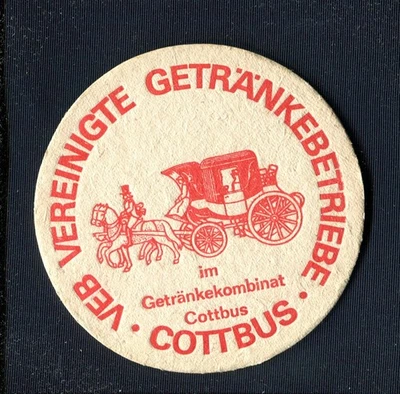 · VEB VEREINIGTE GETRÄNKEBETRIEBE ·
COTTBUS
im
Getränkekombinat
Cottbus